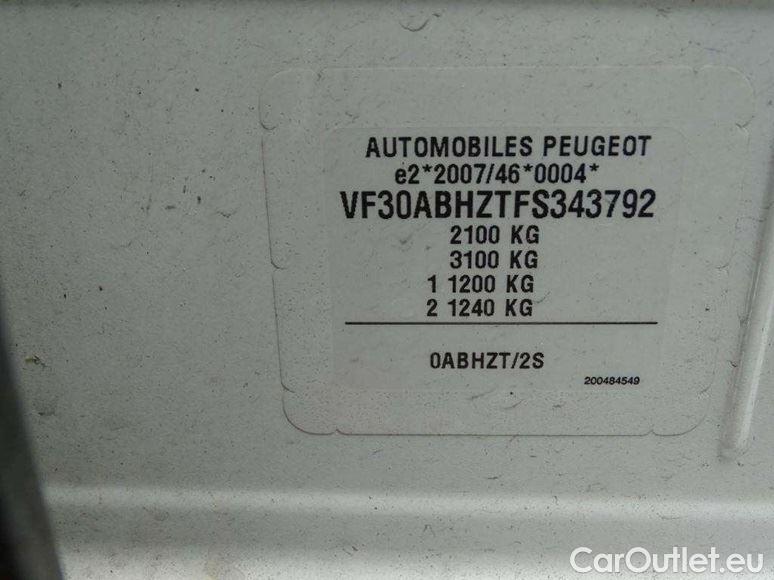 AUTOMOBILES PEUGEOT
e2*2007/46*0004*
VF30ABHZTFS343792
2100 KG
3100 KG
1 1200 KG
2 1240 KG
0ABHZT/2S
200484549
CarOutlet.eu